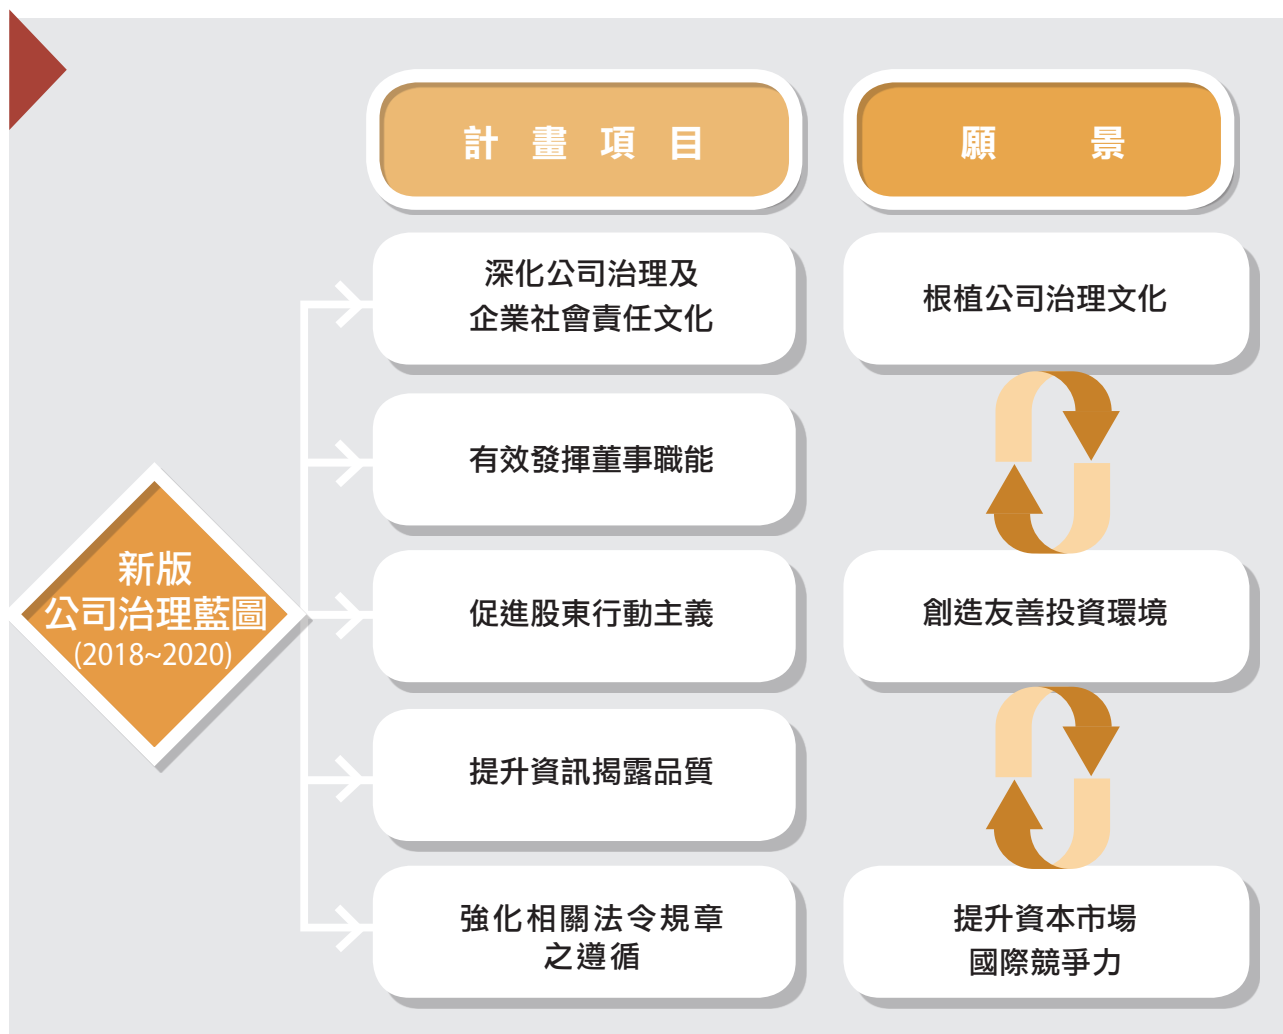 計畫項目
願景
深化公司治理及
企業社會責任文化
根植公司治理文化
有效發揮董事職能
新版
公司治理藍圖
(2018~2020)
促進股東行動主義
創造友善投資環境
提升資訊揭露品質
強化相關法令規章
之遵循
提升資本市場
國際競爭力